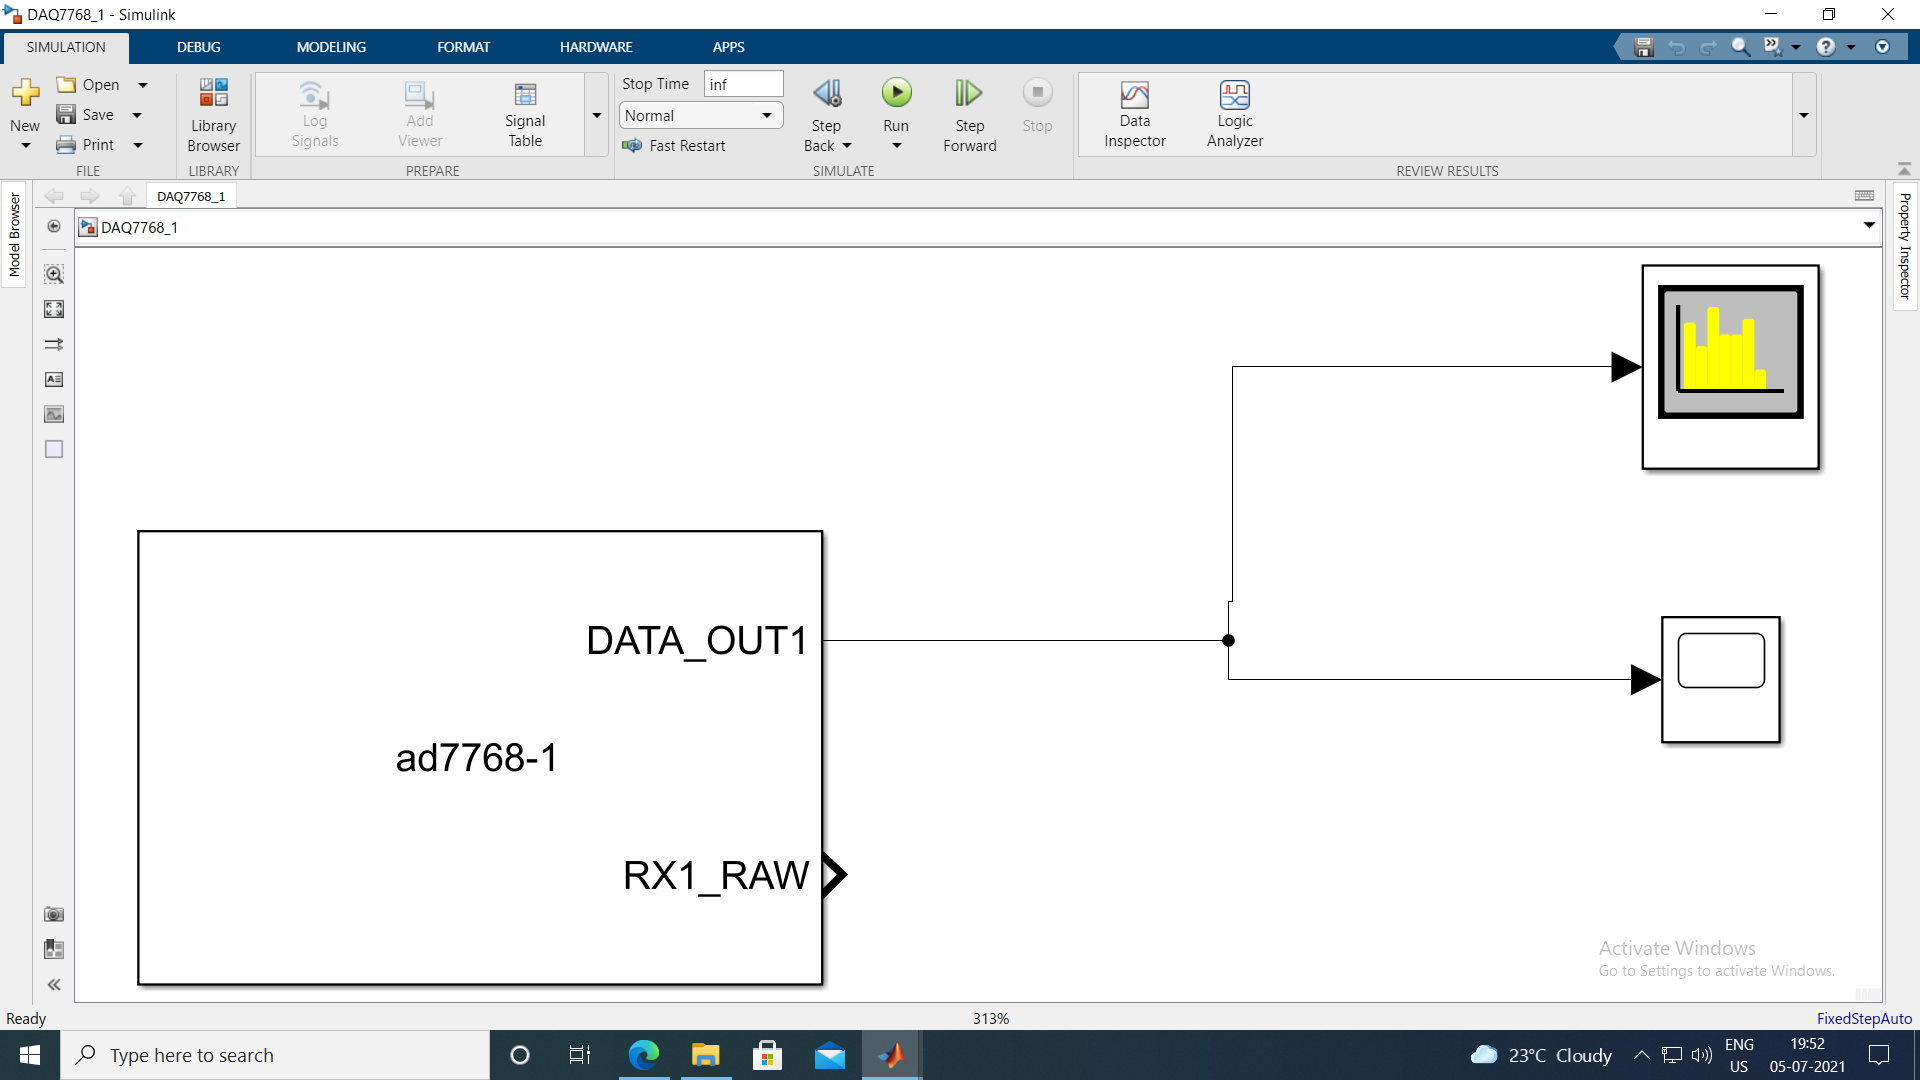 DAQ7768_1 - Simulink
SIMULATION DEBUG MODELING FORMAT HARDWARE APPS
New
Open
Save
Print
FILE
Library
Browser
LIBRARY
Log
Signals
Add
Viewer
Signal
Table
PREPARE
Stop Time inf
Normal
Fast Restart
Step
Back
Run
Step
Forward
Stop
SIMULATE
Data
Inspector
Logic
Analyzer
REVIEW RESULTS
Model Browser
DAQ7768_1
DAQ7768_1
Property Inspector
DATA_OUT1
ad7768-1
RX1_RAW
Activate Windows
Go to Settings to activate Windows.
Ready
313%
FixedStepAuto
Type here to search
23°C Cloudy
ENG
US
19:52
05-07-2021